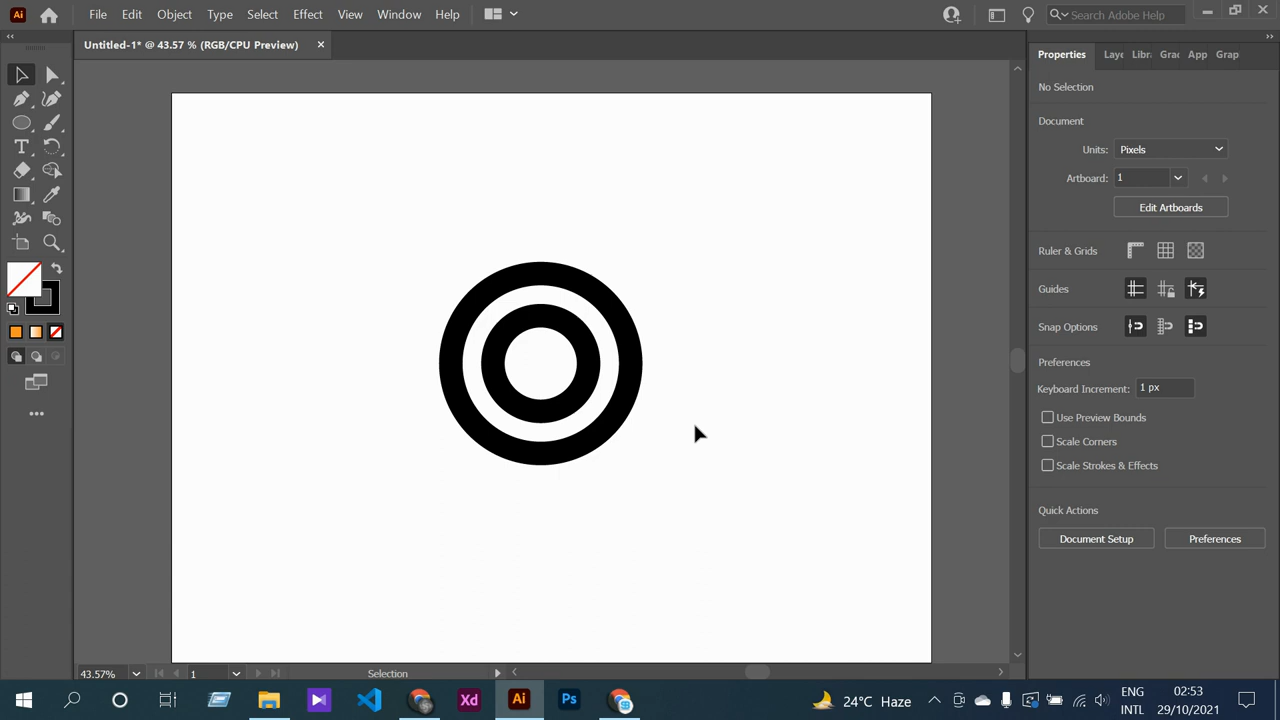 Ai File Edit Object Type Select Effect View Window Help Search Adobe Help
Untitled-1* @ 43.57 % (RGB/CPU Preview)
Properties Laye Libr Grac App Grap
No Selection
Document
Units: Pixels
Artboard: 1
Edit Artboards
Ruler & Grids
Guides
Snap Options
Preferences
Keyboard Increment: 1 px
Use Preview Bounds
Scale Corners
Scale Strokes & Effects
Quick Actions
Document Setup Preferences
T
43.57% 1 Selection
Xd Ai Ps 24°C Haze ENG INTL 02:53 29/10/2021